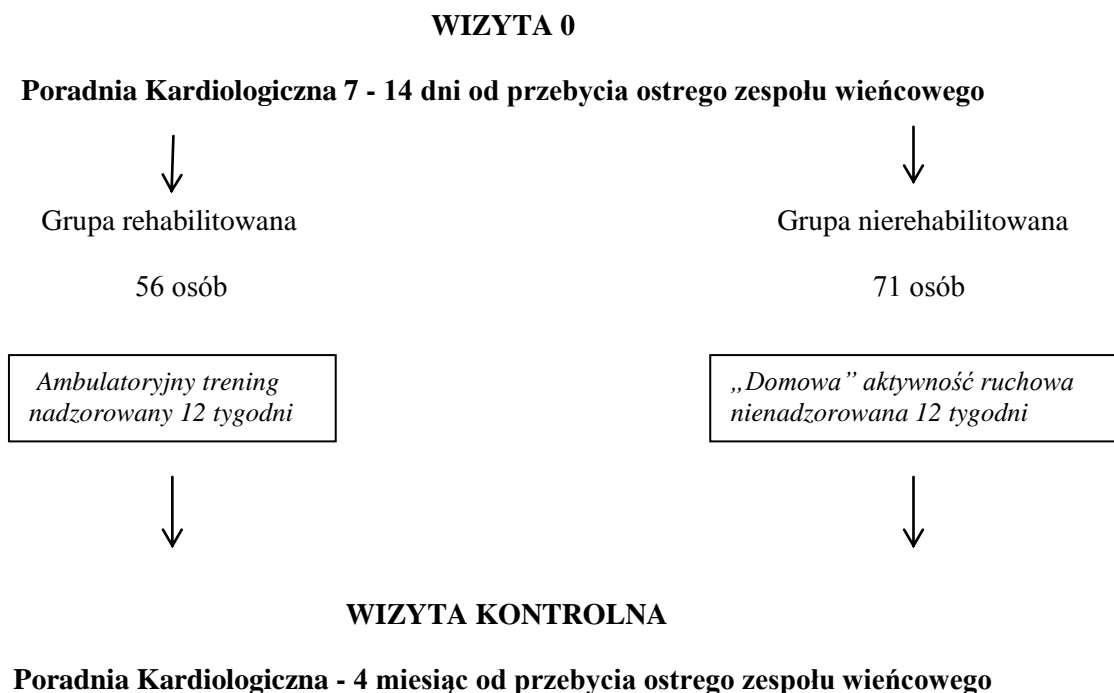 WIZYTA 0
Poradnia Kardiologiczna 7 - 14 dni od przebycia ostrego zespołu wieńcowego
Grupa rehabilitowana
56 osób
Ambulatoryjny trening
nadzorowany 12 tygodni
Grupa nierehabilitowana
71 osób
„Domowa” aktywność ruchowa
nienadzorowana 12 tygodni
WIZYTA KONTROLNA
Poradnia Kardiologiczna - 4 miesiąc od przebycia ostrego zespołu wieńcowego